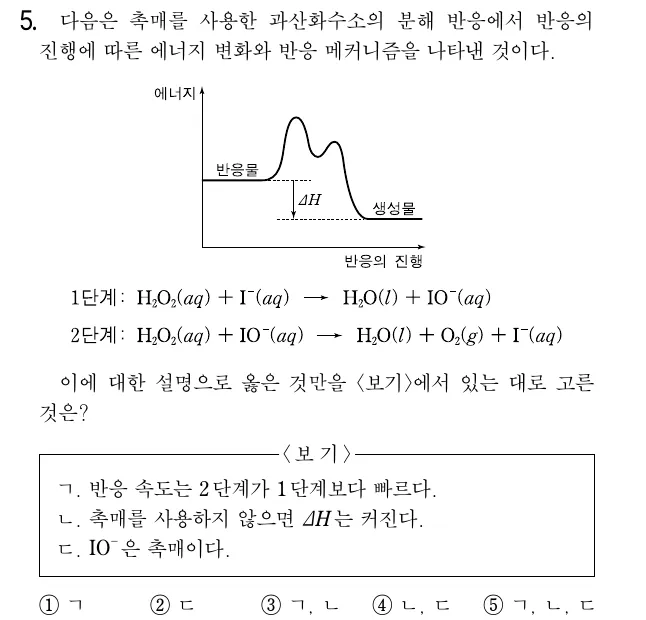 5. 다음은 촉매를 사용한 과산화수소의 분해 반응에서 반응의
진행에 따른 에너지 변화와 반응 메커니즘을 나타낸 것이다.
에너지
반응물
ΔH
생성물
반응의 진행
1단계: H₂O₂(aq) + I⁻(aq) → H₂O(l) + IO⁻(aq)
2단계: H₂O₂(aq) + IO⁻(aq) → H₂O(l) + O₂(g) + I⁻(aq)
이에 대한 설명으로 옳은 것만을 〈보기〉에서 있는 대로 고른
것은?
〈보 기〉
ㄱ. 반응 속도는 2단계가 1단계보다 빠르다.
ㄴ. 촉매를 사용하지 않으면 ΔH는 커진다.
ㄷ. IO⁻은 촉매이다.
① ㄱ ② ㄷ ③ ㄱ, ㄴ ④ ㄴ, ㄷ ⑤ ㄱ, ㄴ, ㄷ